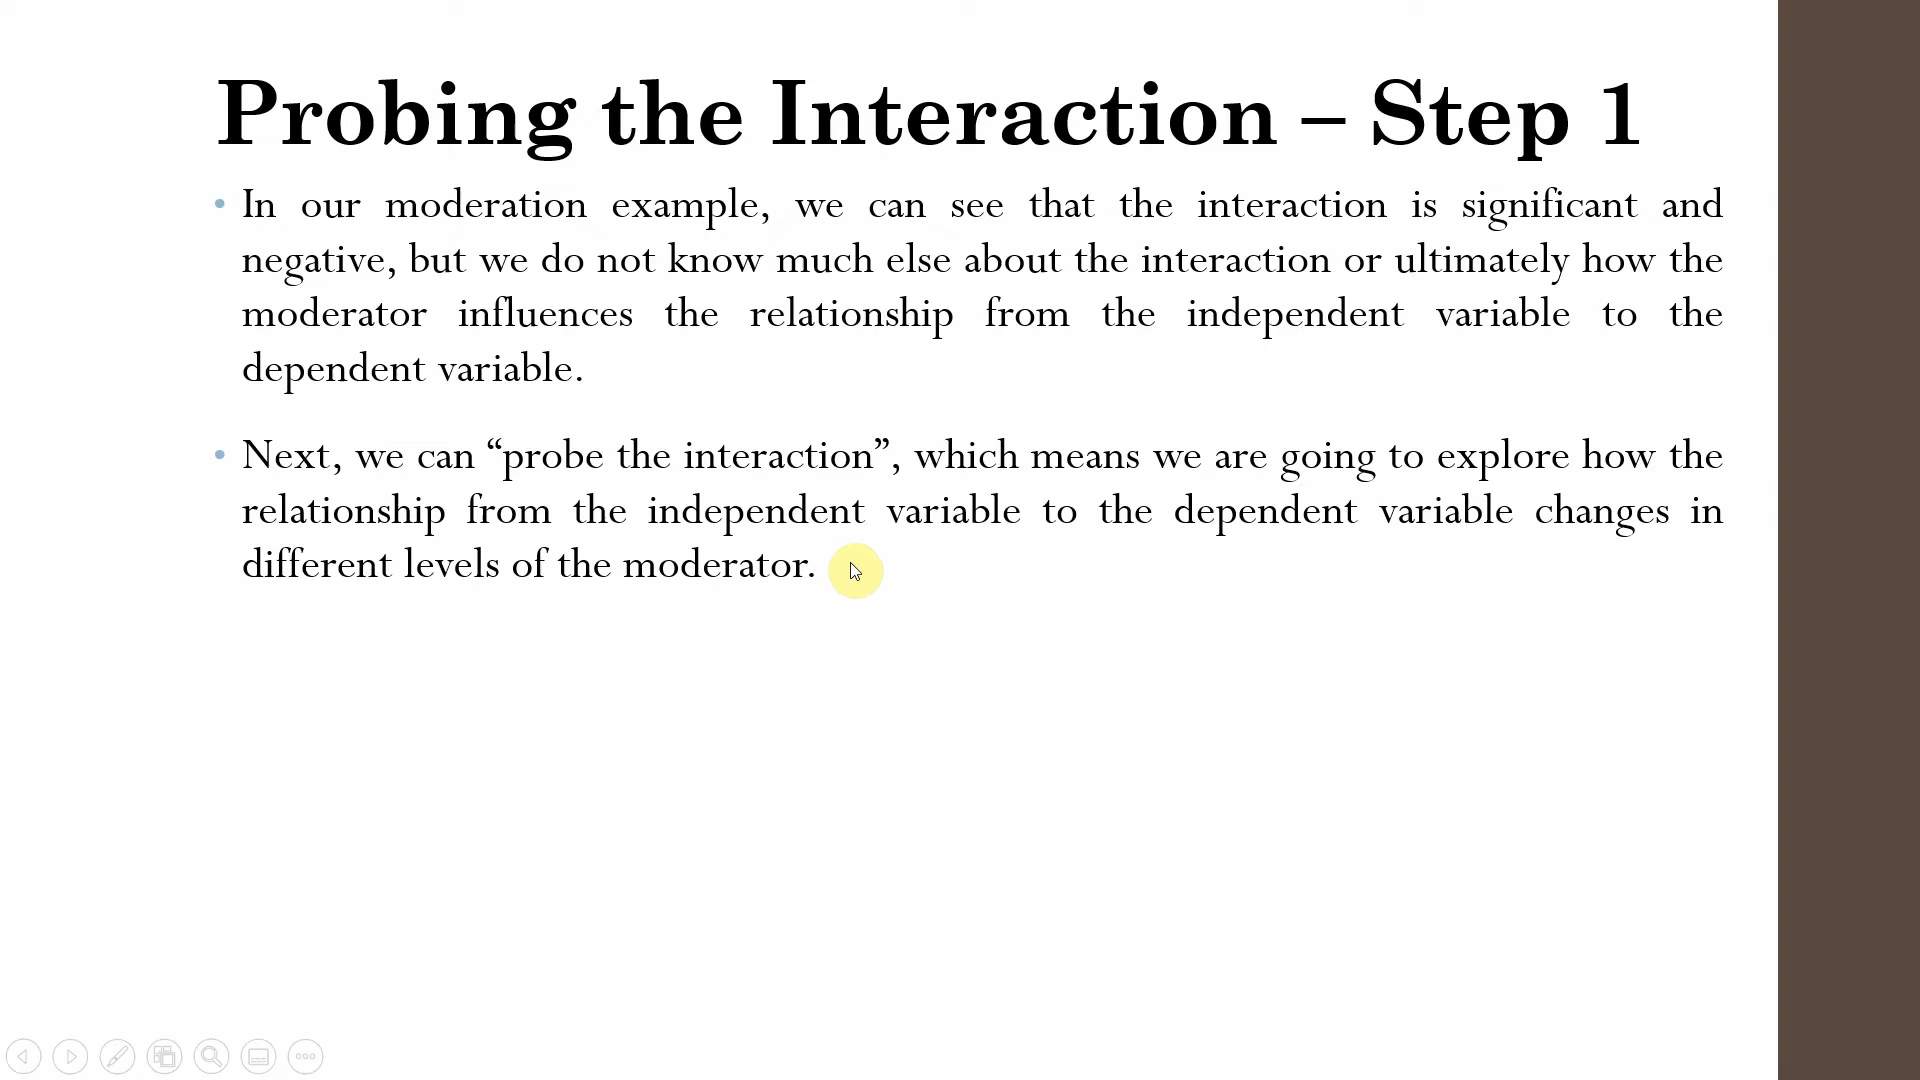 Probing the Interaction – Step 1
• In our moderation example, we can see that the interaction is significant and
negative, but we do not know much else about the interaction or ultimately how the
moderator influences the relationship from the independent variable to the
dependent variable.
• Next, we can “probe the interaction”, which means we are going to explore how the
relationship from the independent variable to the dependent variable changes in
different levels of the moderator.